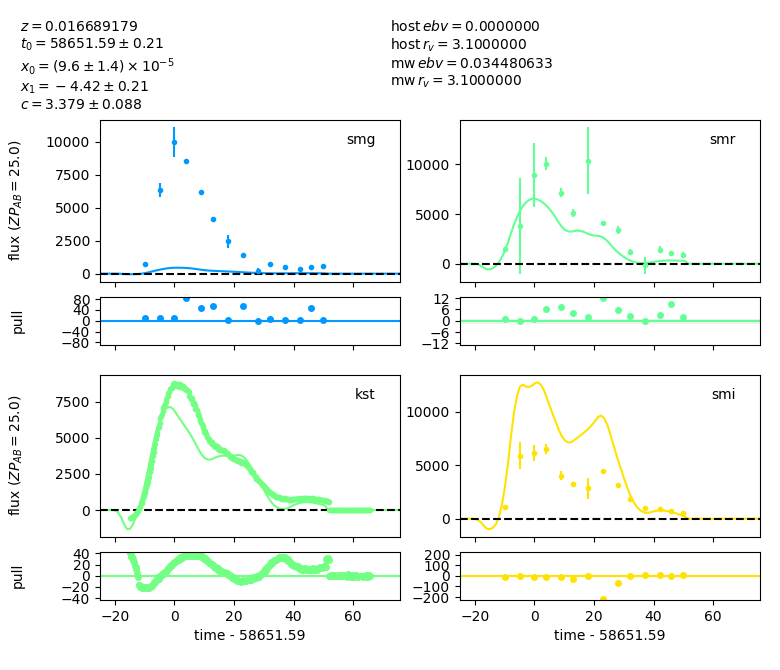 z = 0.016689179
t₀ = 58651.59 ± 0.21
x₀ = (9.6 ± 1.4) × 10⁻⁵
x₁ = −4.42 ± 0.21
c = 3.379 ± 0.088
host ebv = 0.0000000
host r_v = 3.1000000
mw ebv = 0.034480633
mw r_v = 3.1000000
flux (ZP_AB = 25.0)
10000
7500
5000
2500
0
smg
10000
5000
0
smr
pull
80
40
0
−40
−80
12
6
0
−6
−12
flux (ZP_AB = 25.0)
7500
5000
2500
0
kst
10000
5000
0
smi
pull
40
20
0
−20
−40
200
100
0
−100
−200
−20 0 20 40 60
time - 58651.59
−20 0 20 40 60
time - 58651.59